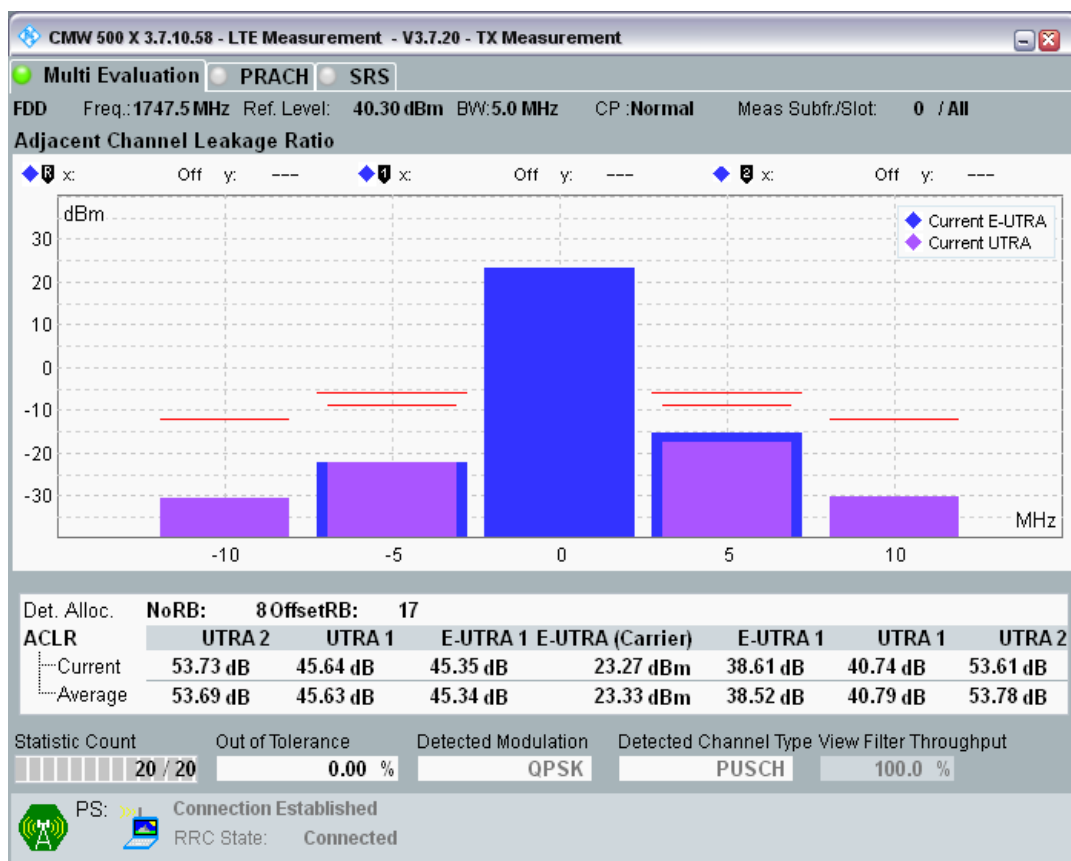 CMW 500 X 3.7.10.58 - LTE Measurement - V3.7.20 - TX Measurement
Multi Evaluation PRACH SRS
FDD Freq.: 1747.5 MHz Ref. Level: 40.30 dBm BW: 5.0 MHz CP : Normal Meas Subfr./Slot: 0 / All
Adjacent Channel Leakage Ratio
R x: Off y: --- 1 x: Off y: --- 2 x: Off y: ---
dBm
Current E-UTRA
Current UTRA
30
20
10
0
-10
-20
-30
MHz
-10 -5 0 5 10
Det. Alloc. NoRB: 8 OffsetRB: 17
ACLR UTRA 2 UTRA 1 E-UTRA 1 E-UTRA (Carrier) E-UTRA 1 UTRA 1 UTRA 2
Current 53.73 dB 45.64 dB 45.35 dB 23.27 dBm 38.61 dB 40.74 dB 53.61 dB
Average 53.69 dB 45.63 dB 45.34 dB 23.33 dBm 38.52 dB 40.79 dB 53.78 dB
Statistic Count Out of Tolerance Detected Modulation Detected Channel Type View Filter Throughput
20 / 20 0.00 % QPSK PUSCH 100.0 %
PS: Connection Established
RRC State: Connected